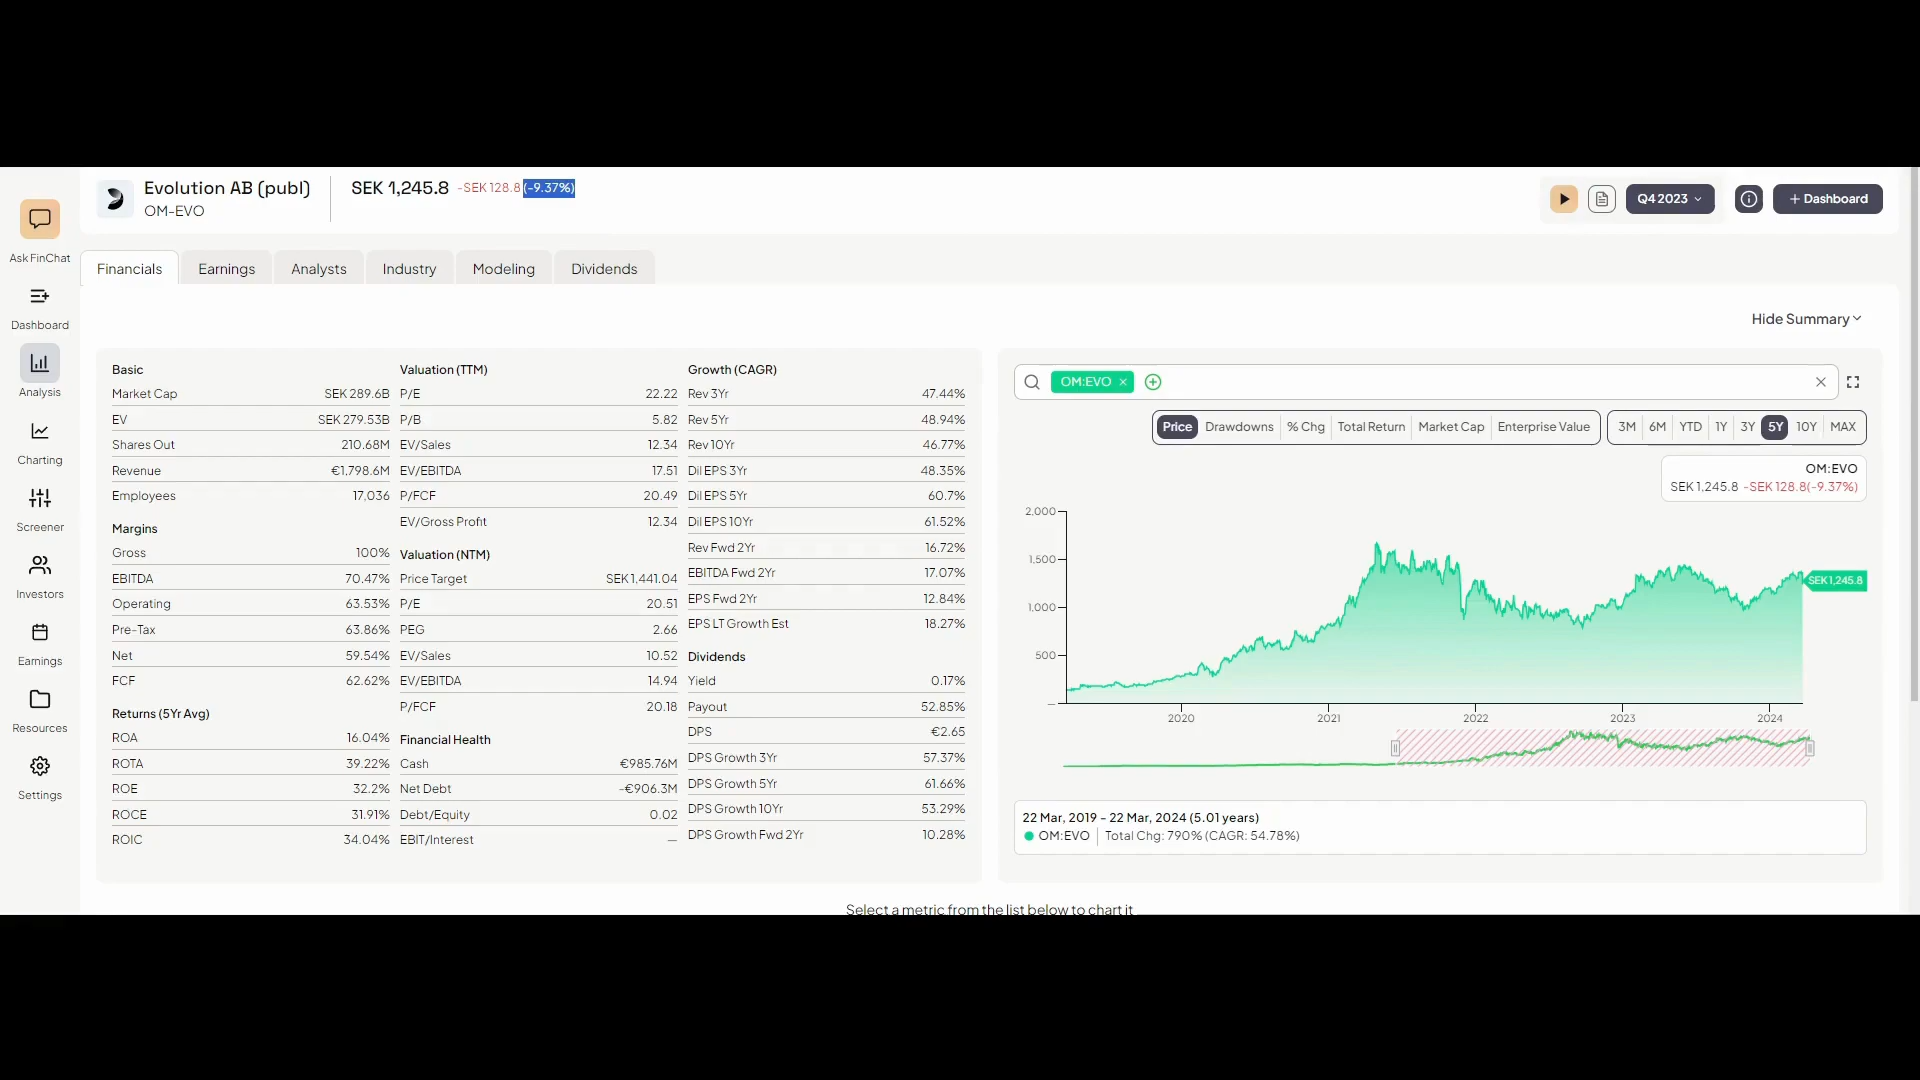 Evolution AB (publ)
OM-EVO
SEK 1,245.8 -SEK 128.8 (-9.37%)
Q4 2023
+ Dashboard
Ask FinChat
Dashboard
Analysis
Charting
Screener
Investors
Earnings
Resources
Settings
Financials Earnings Analysts Industry Modeling Dividends
Hide Summary
Basic
Market Cap SEK 289.6B
EV SEK 279.53B
Shares Out 210.68M
Revenue €1,798.6M
Employees 17,036
Margins
Gross 100%
EBITDA 70.47%
Operating 63.53%
Pre-Tax 63.86%
Net 59.54%
FCF 62.62%
Returns (5Yr Avg)
ROA 16.04%
ROTA 39.22%
ROE 32.2%
ROCE 31.91%
ROIC 34.04%
Valuation (TTM)
P/E 22.22
P/B 5.82
EV/Sales 12.34
EV/EBITDA 17.51
P/FCF 20.49
EV/Gross Profit 12.34
Valuation (NTM)
Price Target SEK 1,441.04
P/E 20.51
PEG 2.66
EV/Sales 10.52
EV/EBITDA 14.94
P/FCF 20.18
Financial Health
Cash €985.76M
Net Debt -€906.3M
Debt/Equity 0.02
EBIT/Interest —
Growth (CAGR)
Rev 3Yr 47.44%
Rev 5Yr 48.94%
Rev 10Yr 46.77%
Dil EPS 3Yr 48.35%
Dil EPS 5Yr 60.7%
Dil EPS 10Yr 61.52%
Rev Fwd 2Yr 16.72%
EBITDA Fwd 2Yr 17.07%
EPS Fwd 2Yr 12.84%
EPS LT Growth Est 18.27%
Dividends
Yield 0.17%
Payout 52.85%
DPS €2.65
DPS Growth 3Yr 57.37%
DPS Growth 5Yr 61.66%
DPS Growth 10Yr 53.29%
DPS Growth Fwd 2Yr 10.28%
OM:EVO
Price Drawdowns % Chg Total Return Market Cap Enterprise Value
3M 6M YTD 1Y 3Y 5Y 10Y MAX
OM:EVO
SEK 1,245.8 -SEK 128.8(-9.37%)
2,000
1,500
1,000
500
—
SEK 1,245.8
2020 2021 2022 2023 2024
22 Mar, 2019 - 22 Mar, 2024 (5.01 years)
OM:EVO Total Chg: 790% (CAGR: 54.78%)
Select a metric from the list below to chart it